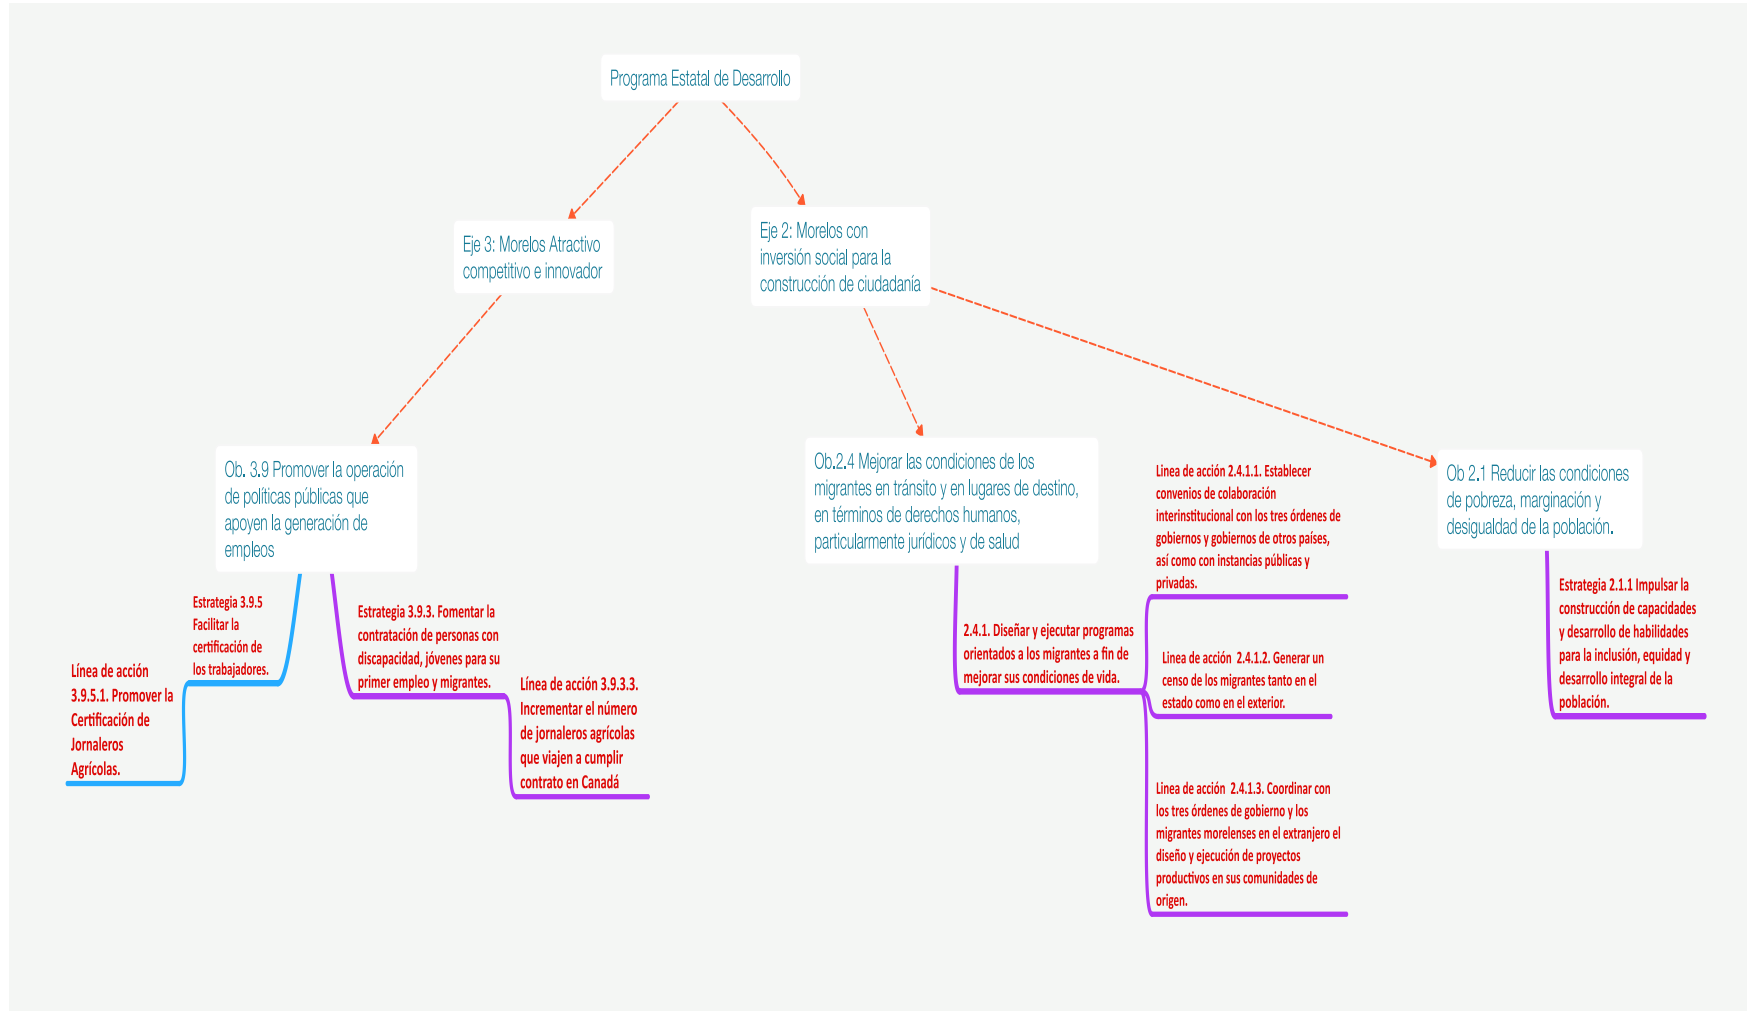 Programa Estatal de Desarrollo
Eje 3: Morelos Atractivo
competitivo e innovador
Eje 2: Morelos con
inversión social para la
construcción de ciudadanía
Ob. 3.9 Promover la operación
de políticas públicas que
apoyen la generación de
empleos
Ob.2.4 Mejorar las condiciones de los
migrantes en tránsito y en lugares de destino,
en términos de derechos humanos,
particularmente jurídicos y de salud
Ob 2.1 Reducir las condiciones
de pobreza, marginación y
desigualdad de la población.
Línea de acción
3.9.5.1. Promover la
Certificación de
Jornaleros
Agrícolas.
Estrategia 3.9.5
Facilitar la
certificación de
los trabajadores.
Estrategia 3.9.3. Fomentar la
contratación de personas con
discapacidad, jóvenes para su
primer empleo y migrantes.
Línea de acción 3.9.3.3.
Incrementar el número
de jornaleros agrícolas
que viajen a cumplir
contrato en Canadá
2.4.1. Diseñar y ejecutar programas
orientados a los migrantes a fin de
mejorar sus condiciones de vida.
Linea de acción 2.4.1.1. Establecer
convenios de colaboración
interinstitucional con los tres órdenes de
gobiernos y gobiernos de otros países,
así como con instancias públicas y
privadas.
Linea de acción 2.4.1.2. Generar un
censo de los migrantes tanto en el
estado como en el exterior.
Linea de acción 2.4.1.3. Coordinar con
los tres órdenes de gobierno y los
migrantes morelenses en el extranjero el
diseño y ejecución de proyectos
productivos en sus comunidades de
origen.
Estrategia 2.1.1 Impulsar la
construcción de capacidades
y desarrollo de habilidades
para la inclusión, equidad y
desarrollo integral de la
población.